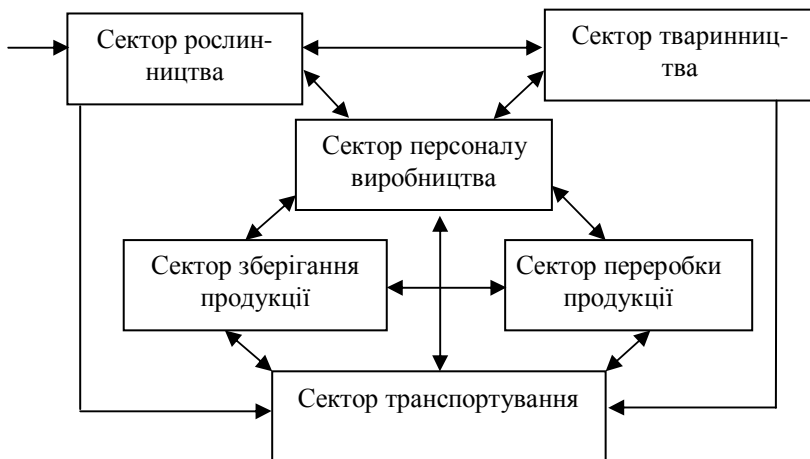 Сектор рослин-
ництва
Сектор тваринниц-
тва
Сектор персоналу
виробництва
Сектор зберігання
продукції
Сектор переробки
продукції
Сектор транспортування